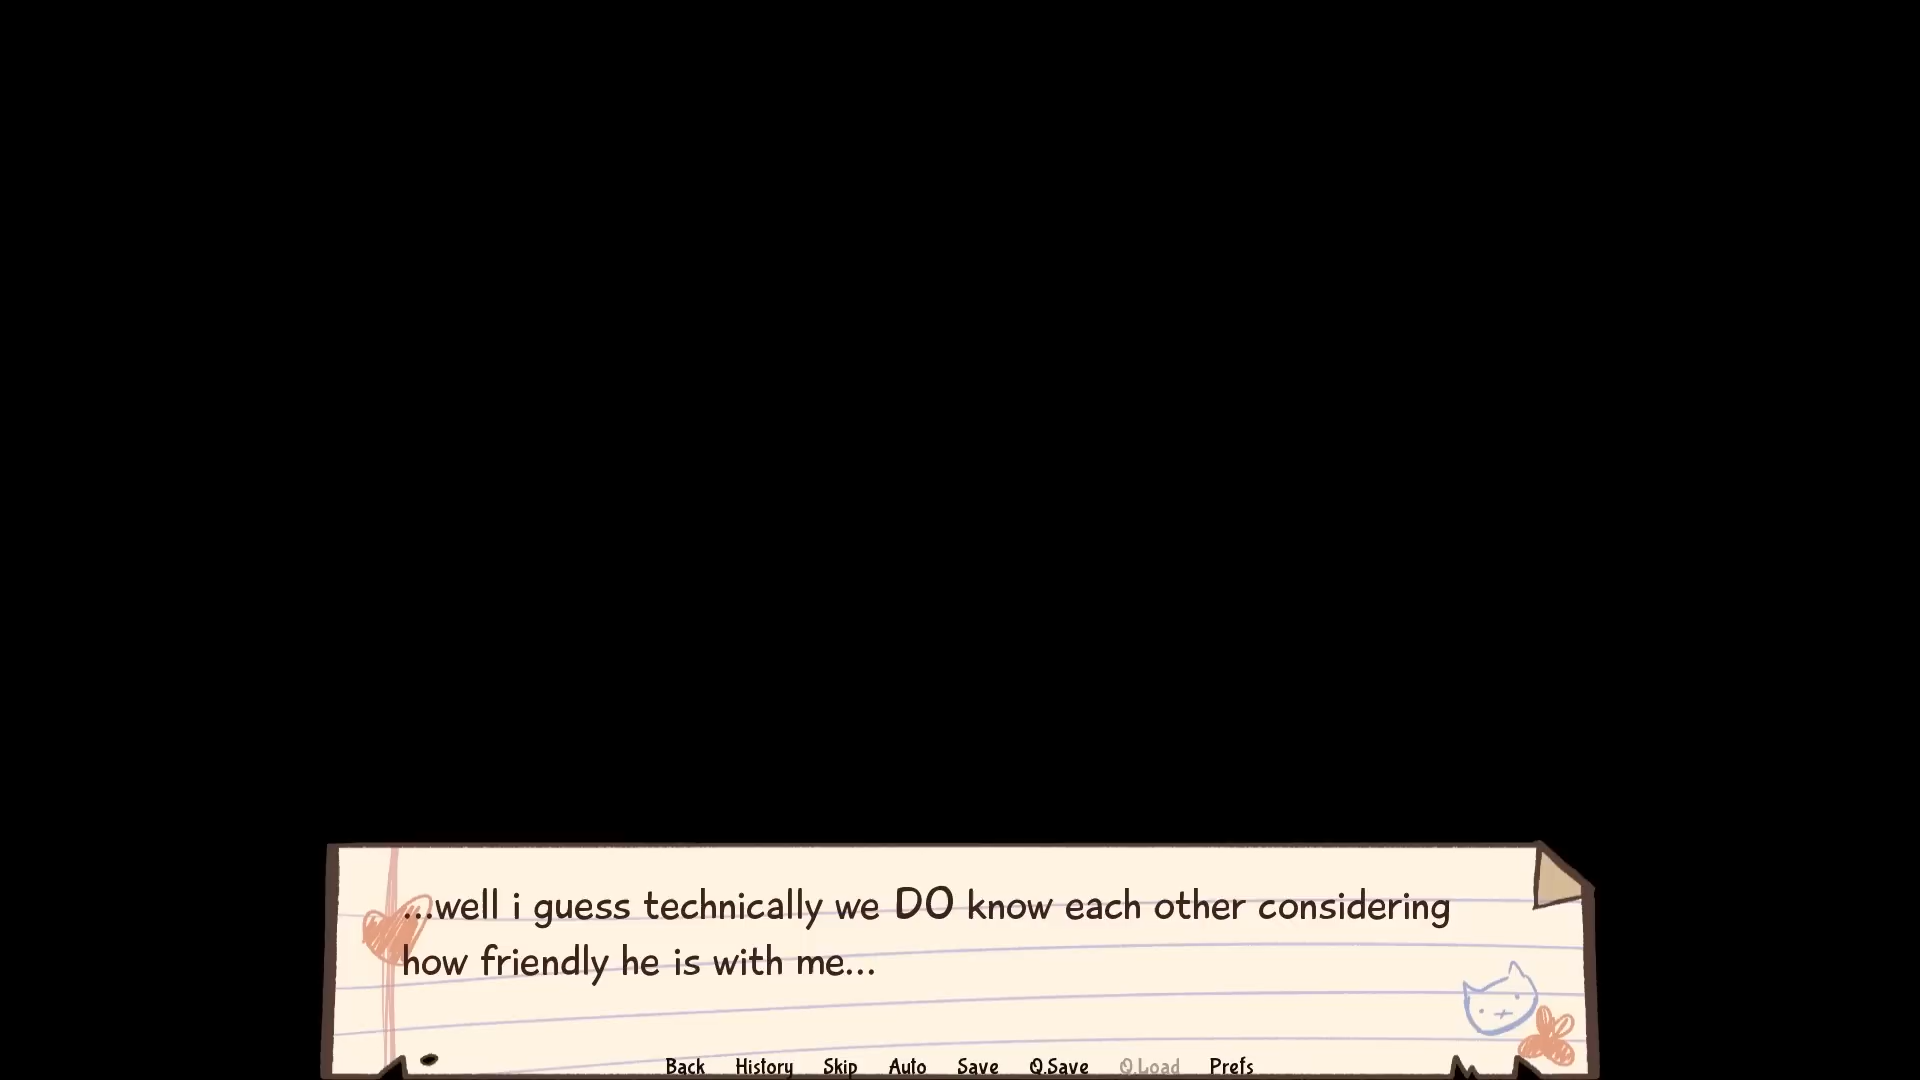 ...well i guess technically we DO know each other considering
how friendly he is with me...
Back History Skip Auto Save Q.Save Q.Load Prefs